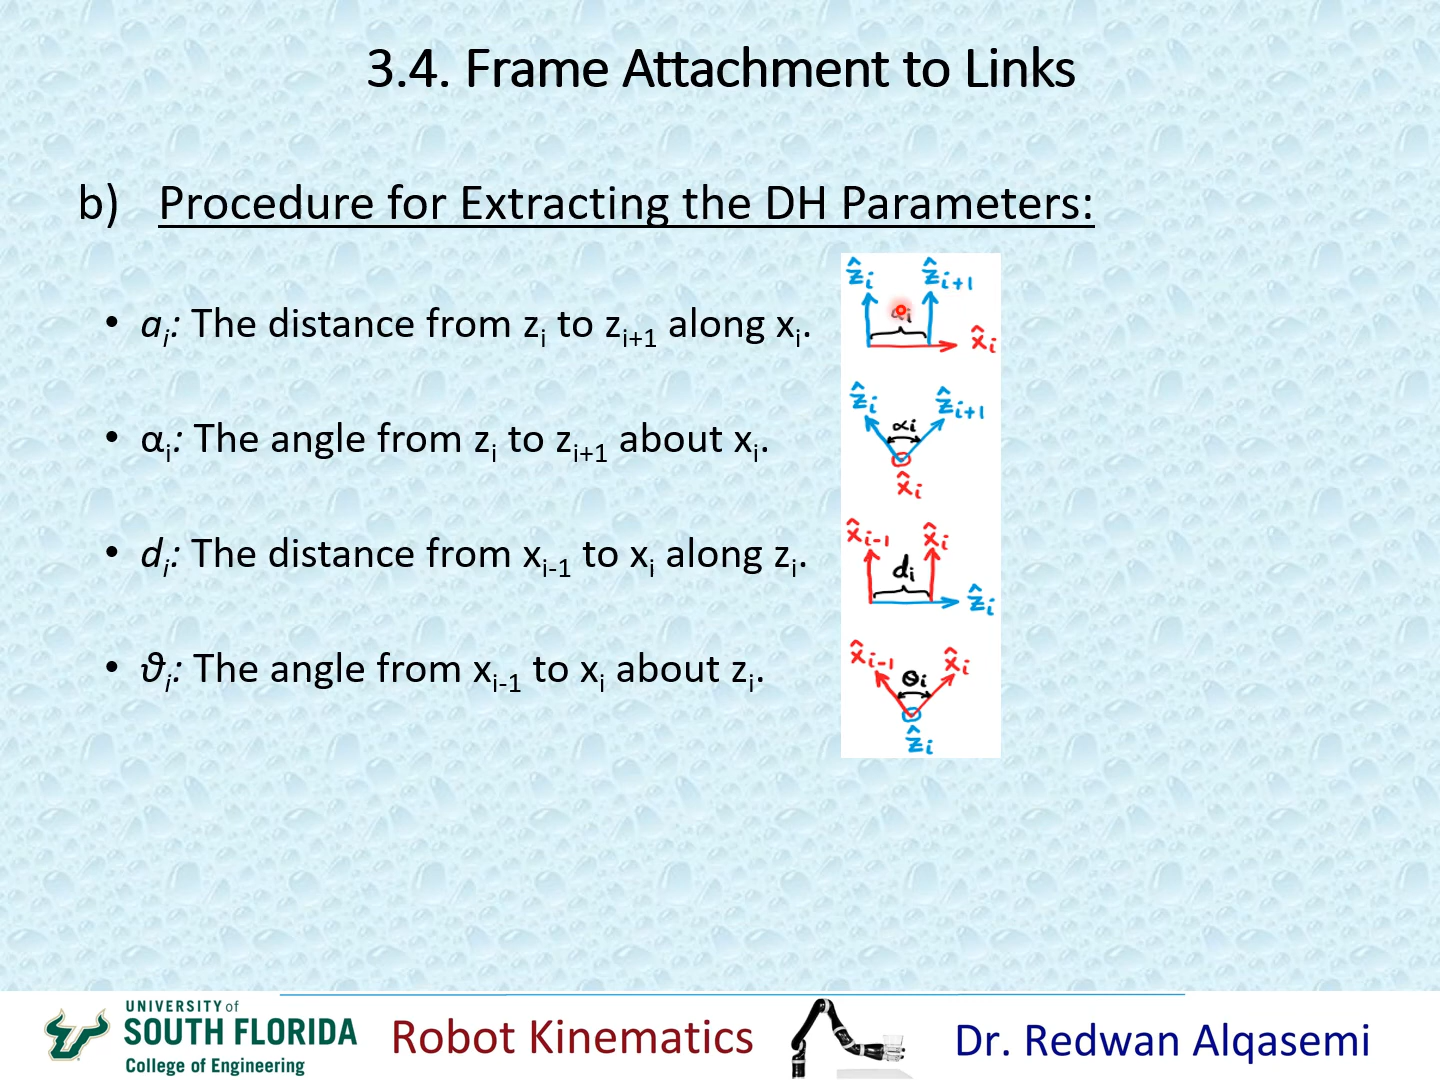 3.4. Frame Attachment to Links
b) Procedure for Extracting the DH Parameters:
• aᵢ: The distance from zᵢ to zᵢ₊₁ along xᵢ.
ẑᵢ ẑᵢ₊₁
aᵢ
x̂ᵢ
• αᵢ: The angle from zᵢ to zᵢ₊₁ about xᵢ.
ẑᵢ ẑᵢ₊₁
αᵢ
x̂ᵢ
• dᵢ: The distance from xᵢ₋₁ to xᵢ along zᵢ.
x̂ᵢ₋₁ x̂ᵢ
dᵢ
ẑᵢ
• ϑᵢ: The angle from xᵢ₋₁ to xᵢ about zᵢ.
x̂ᵢ₋₁ x̂ᵢ
θᵢ
ẑᵢ
UNIVERSITY of
SOUTH FLORIDA
College of Engineering
Robot Kinematics
Dr. Redwan Alqasemi